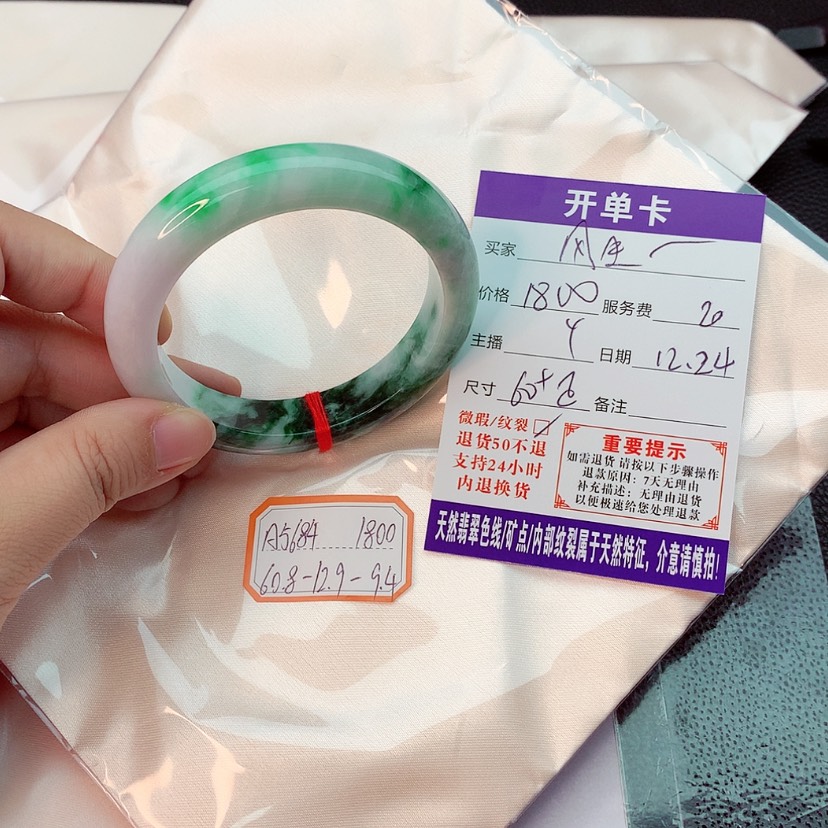 开单卡
买家
价格 1800 服务费 20
主播 日期 12.24
尺寸 60+ 备注
微瑕/纹裂
退货50不退
支持24小时
内退换货
重要提示
如需退货 请按以下步骤操作
退款原因：7天无理由
补充描述：无理由退货
以便极速给您处理退款
天然翡翠色线/矿点/内部纹裂属于天然特征，介意请慎拍！
A5684 1800
60.8-12.9-9.4